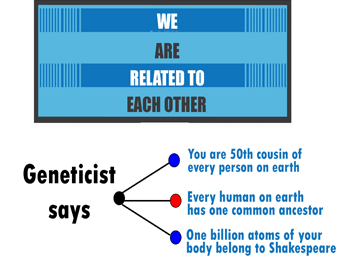 WE
ARE
RELATED TO
EACH OTHER
Geneticist
says
You are 50th cousin of
every person on earth
Every human on earth
has one common ancestor
One billion atoms of your
body belong to Shakespeare